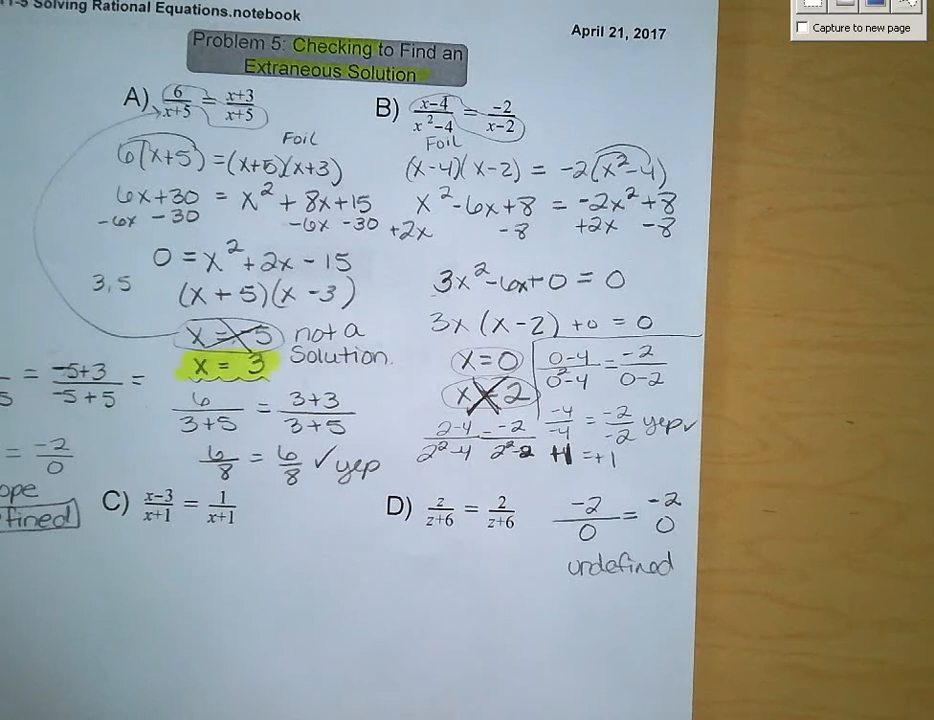 11-5 Solving Rational Equations.notebook
April 21, 2017
Capture to new page
Problem 5: Checking to Find an
Extraneous Solution
A) 6/(x+5) = (x+3)/(x+5)
Foil
6(x+5) = (x+5)(x+3)
6x+30 = x² + 8x+15
-6x -30 -6x -30
0 = x² + 2x - 15
3, 5 (x + 5)(x - 3)
x = -5 not a
Solution.
x = 3
= (-5+3)/(-5+5) =
= -2/0
ope
fined
6/(3+5) = (3+3)/(3+5)
6/8 = 6/8 ✓ yep
B) (x-4)/(x²-4) = -2/(x-2)
Foil
(x-4)(x-2) = -2(x²-4)
x² - 6x + 8 = -2x² + 8
+2x -8 +2x -8
3x² - 6x + 0 = 0
3x (x-2) + 0 = 0
x = 0
x = 2
(0-4)/(0²-4) = -2/(0-2)
-4/-4 = -2/-2 yep ✓
+1 = +1
(2-4)/(2²-4) = -2/(2²-2)
-2/0 = -2/0
undefined
C) (x-3)/(x+1) = 1/(x+1)
D) z/(z+6) = 2/(z+6)